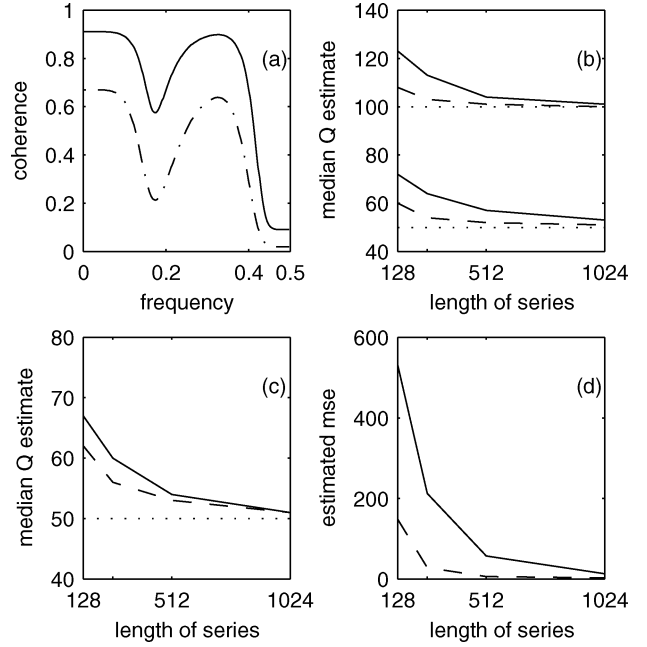 1
0.8
0.6
0.4
0.2
0
coherence
(a)
0 0.2 0.4 0.5
frequency
140
120
100
80
60
40
median Q estimate
(b)
128 512 1024
length of series
80
70
60
50
40
median Q estimate
(c)
128 512 1024
length of series
600
400
200
0
estimated mse
(d)
128 512 1024
length of series